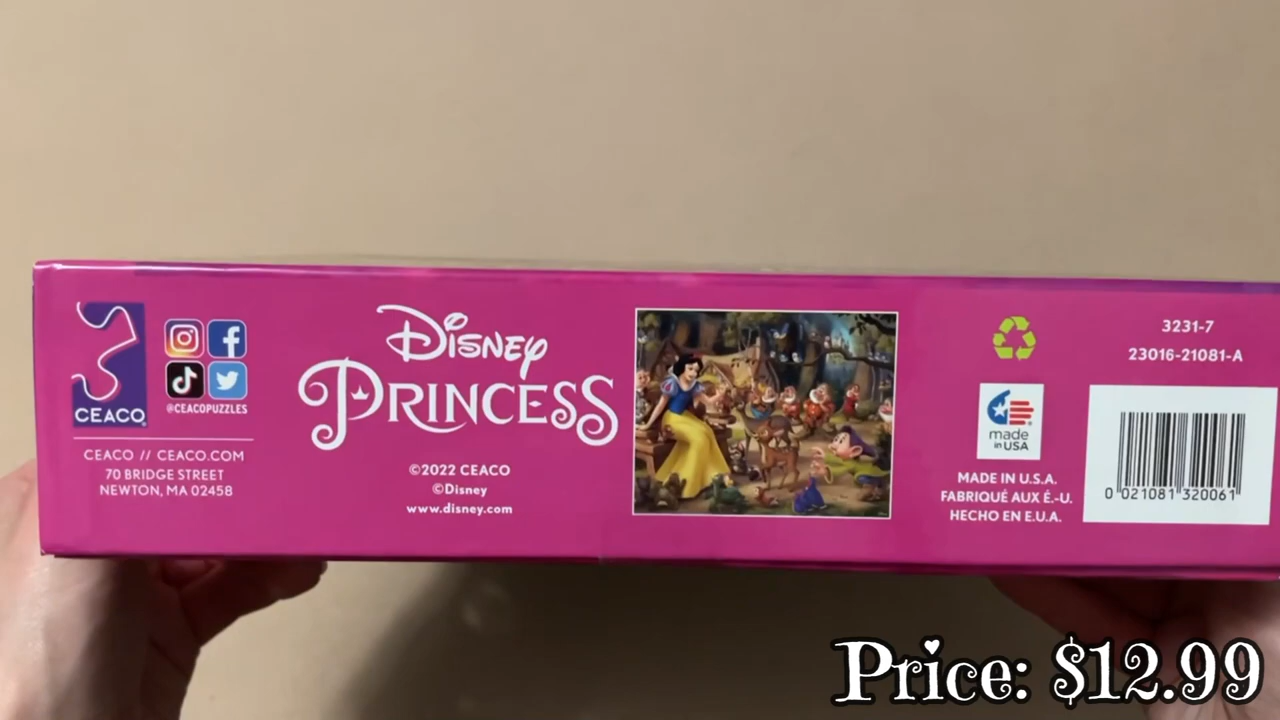 CEACO
@CEACOPUZZLES
CEACO // CEACO.COM
70 BRIDGE STREET
NEWTON, MA 02458
Disney
PRINCESS
©2022 CEACO
©Disney
www.disney.com
made
in USA
MADE IN U.S.A.
FABRIQUÉ AUX É.-U.
HECHO EN E.U.A.
3231-7
23016-21081-A
0 021081 320061
Price: $12.99